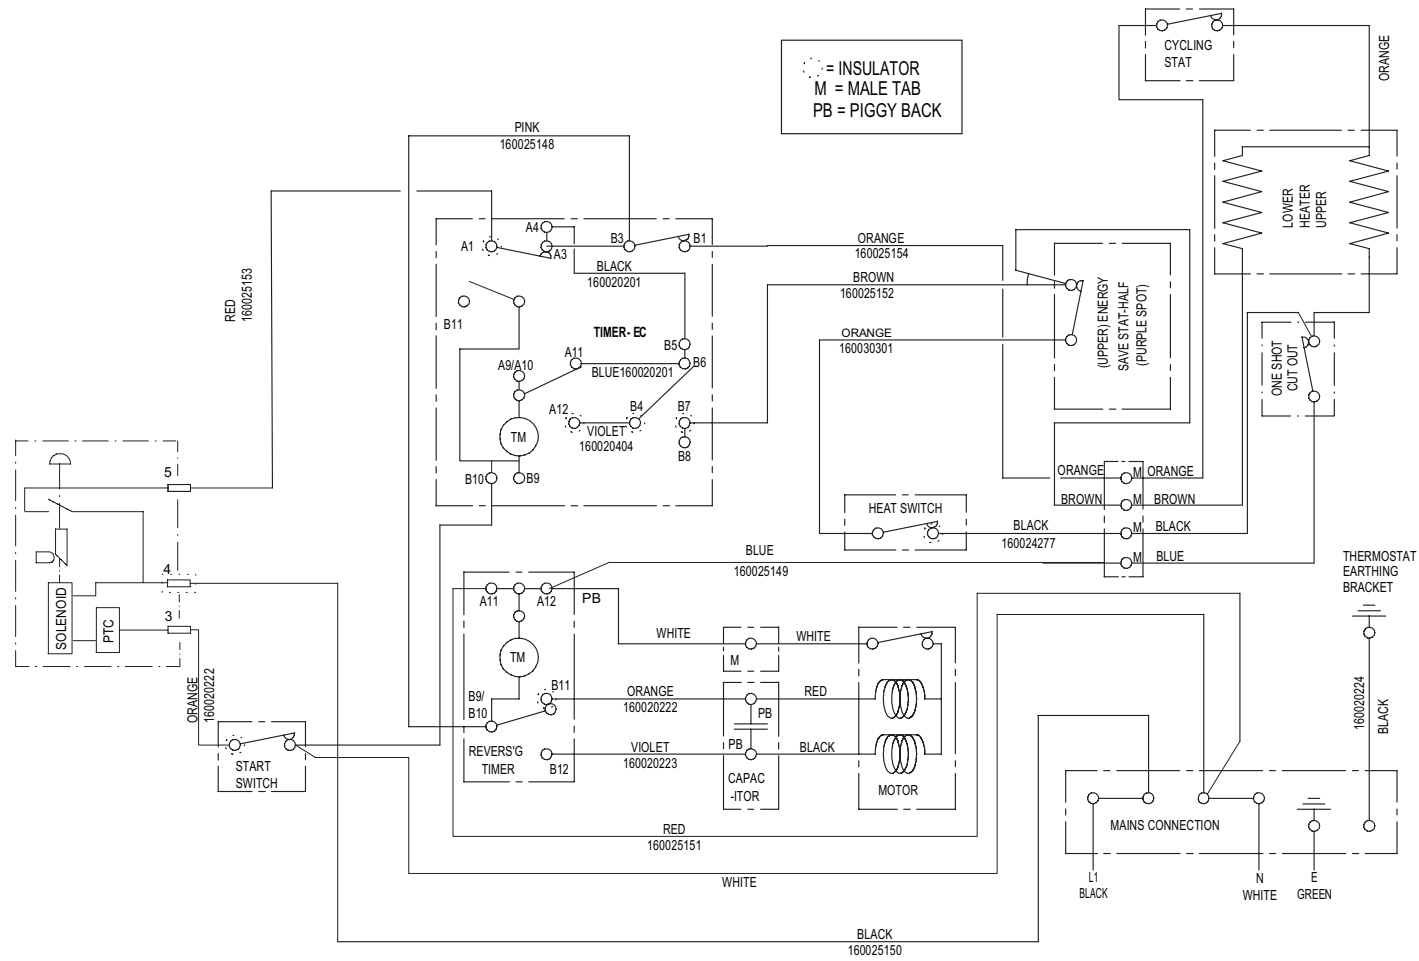 CYCLING
STAT
ORANGE
= INSULATOR
M = MALE TAB
PB = PIGGY BACK
PINK
160025148
LOWER
HEATER
UPPER
A4
A1
A3
B3
B1
ORANGE
160025154
BLACK
160020201
BROWN
160025152
RED
160025153
B11
TIMER- EC
ORANGE
160030301
(UPPER) ENERGY
SAVE STAT-HALF
(PURPLE SPOT)
ONE SHOT
CUT OUT
B5
A11
A9/A10
B6
BLUE160020201
A12
B4
B7
VIOLET
160020404
TM
B8
B10
B9
5
ORANGE
M
ORANGE
BROWN
M
BROWN
HEAT SWITCH
BLACK
160024277
M
BLACK
BLUE
160025149
M
BLUE
THERMOSTAT
EARTHING
BRACKET
4
SOLENOID
PTC
3
A11
A12
PB
WHITE
M
WHITE
TM
ORANGE
160020222
B9/
B10
B11
ORANGE
160020222
RED
PB
160020224
BLACK
START
SWITCH
REVERS'G
TIMER
B12
VIOLET
160020223
PB
BLACK
CAPAC
-ITOR
MOTOR
MAINS CONNECTION
RED
160025151
WHITE
L1
BLACK
N
WHITE
E
GREEN
BLACK
160025150